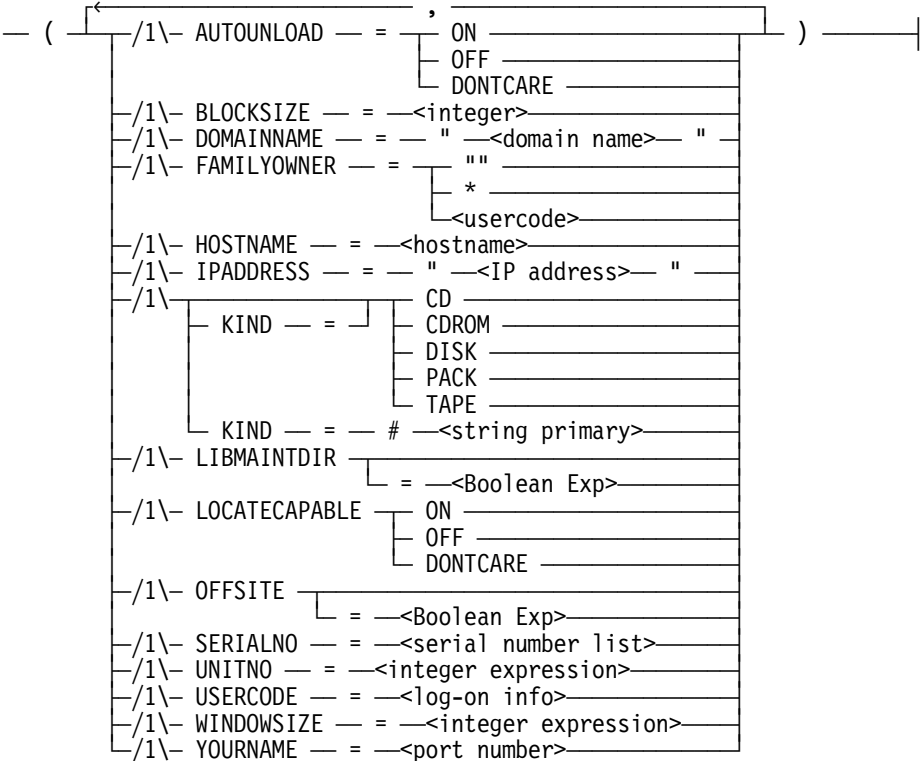 ,
( /1\ AUTOUNLOAD = ON )
OFF
DONTCARE
/1\ BLOCKSIZE = <integer>
/1\ DOMAINNAME = " <domain name> "
/1\ FAMILYOWNER = ""
*
<usercode>
/1\ HOSTNAME = <hostname>
/1\ IPADDRESS = " <IP address> "
/1\ CD
KIND = CDROM
DISK
PACK
TAPE
KIND = # <string primary>
/1\ LIBMAINTDIR
= <Boolean Exp>
/1\ LOCATECAPABLE ON
OFF
DONTCARE
/1\ OFFSITE
= <Boolean Exp>
/1\ SERIALNO = <serial number list>
/1\ UNITNO = <integer expression>
/1\ USERCODE = <log-on info>
/1\ WINDOWSIZE = <integer expression>
/1\ YOURNAME = <port number>